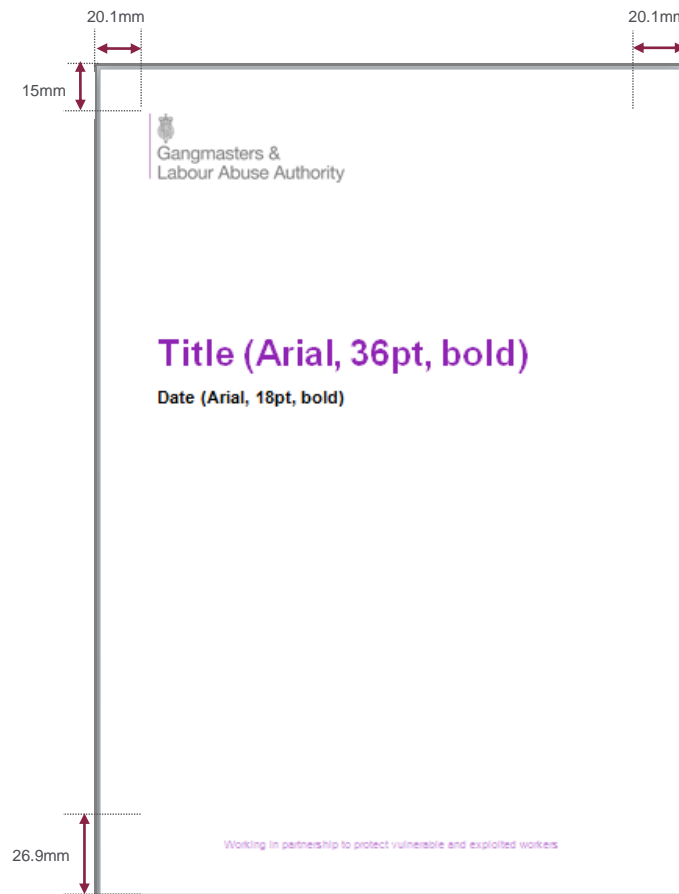 20.1mm
20.1mm
15mm
Gangmasters &
Labour Abuse Authority
Title (Arial, 36pt, bold)
Date (Arial, 18pt, bold)
Working in partnership to protect vulnerable and exploited workers
26.9mm